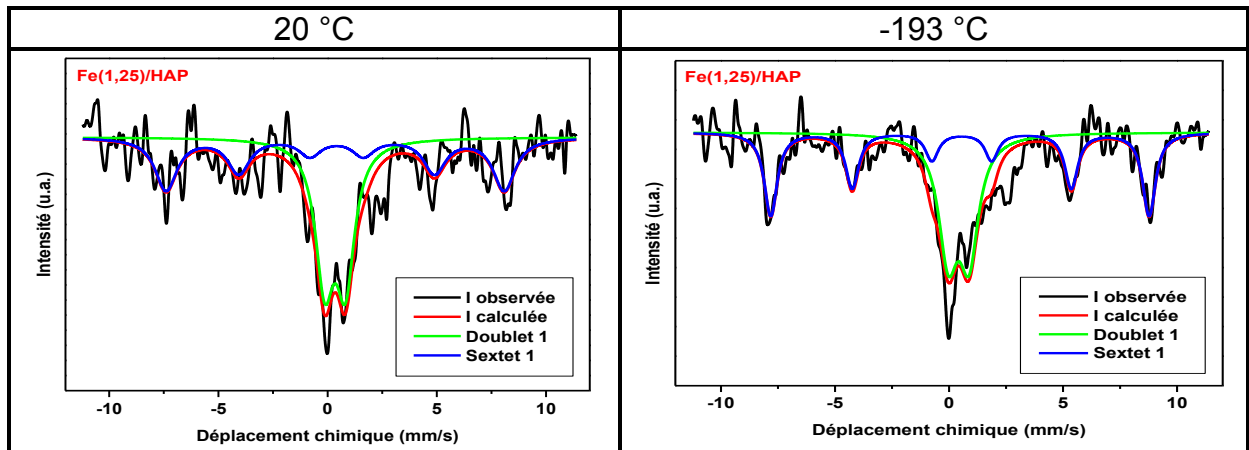 20 °C
-193 °C
Fe(1,25)/HAP
Intensité (u.a.)
I observée
I calculée
Doublet 1
Sextet 1
-10 -5 0 5 10
Déplacement chimique (mm/s)
Fe(1,25)/HAP
Intensité (u.a.)
I observée
I calculée
Doublet 1
Sextet 1
-10 -5 0 5 10
Déplacement chimique (mm/s)